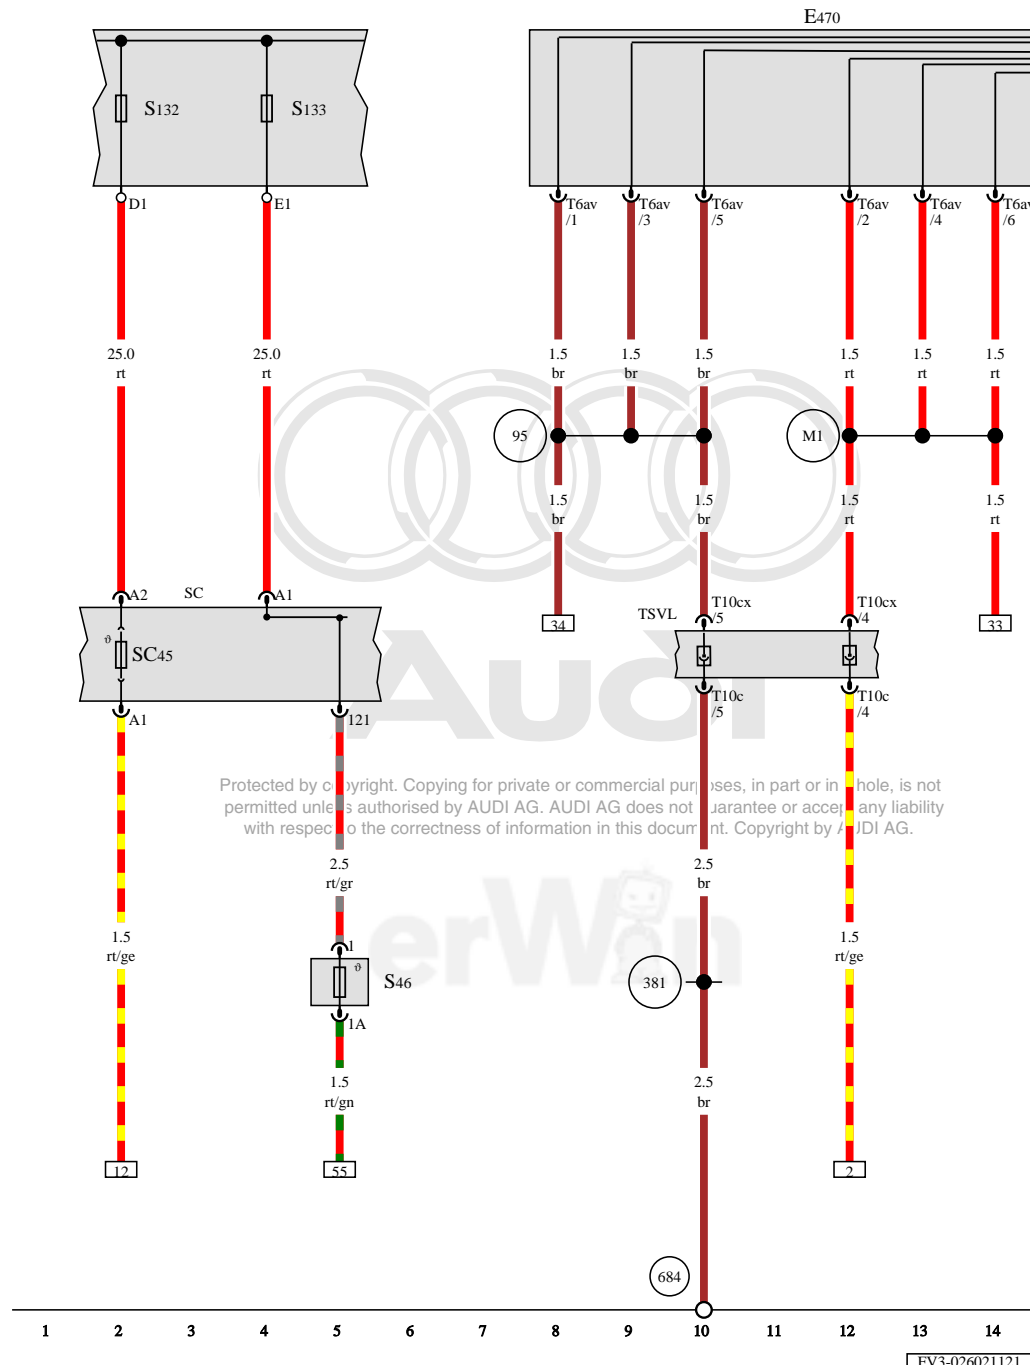 E470
S132
S133
D1
E1
T6av
/1
T6av
/3
T6av
/5
T6av
/2
T6av
/4
T6av
/6
25.0
rt
25.0
rt
1.5
br
1.5
br
1.5
br
1.5
rt
1.5
rt
1.5
rt
95
M1
1.5
br
1.5
br
1.5
rt
1.5
rt
A2
SC
A1
T10cx
/5
T10cx
/4
TSVL
34
33
ϑ
SC45
Audi
A1
121
T10c
/5
T10c
/4
Protected by copyright. Copying for private or commercial purposes, in part or in whole, is not
permitted unless authorised by AUDI AG. AUDI AG does not guarantee or accept any liability
with respect to the correctness of information in this document. Copyright by AUDI AG.
2.5
rt/gr
2.5
br
erWin
1.5
rt/ge
1.5
rt/ge
1
ϑ
S46
381
1A
1.5
rt/gn
2.5
br
12
55
2
684
1 2 3 4 5 6 7 8 9 10 11 12 13 14